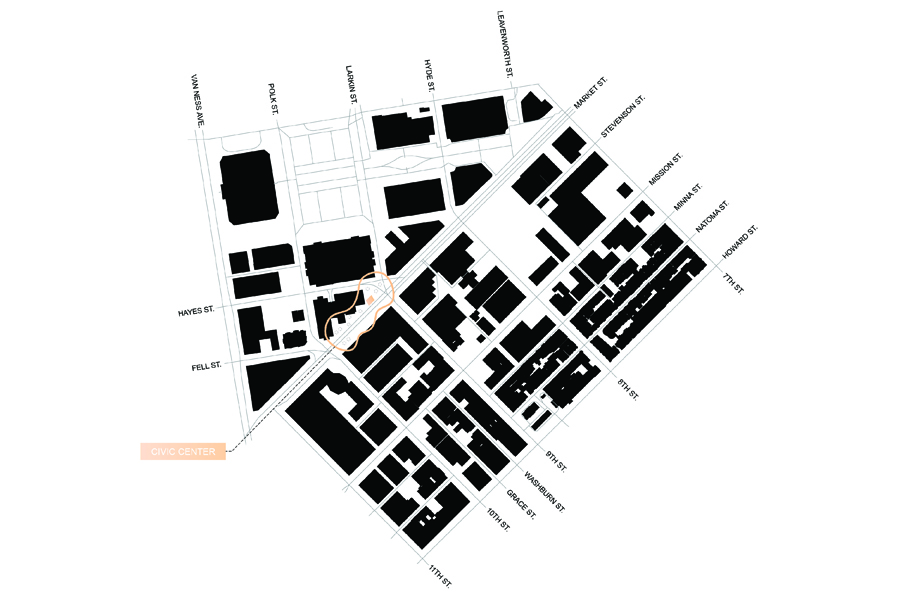 VAN NESS AVE.
POLK ST.
LARKIN ST.
HYDE ST.
LEAVENWORTH ST.
MARKET ST.
STEVENSON ST.
MISSION ST.
MINNA ST.
NATOMA ST.
HOWARD ST.
7TH ST.
8TH ST.
9TH ST.
WASHBURN ST.
GRACE ST.
10TH ST.
11TH ST.
HAYES ST.
FELL ST.
CIVIC CENTER